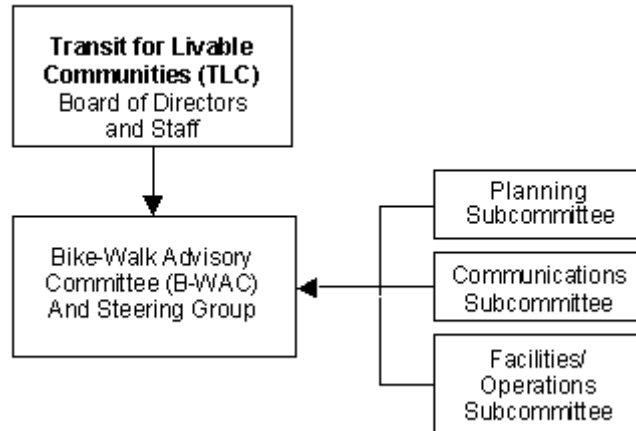 Transit for Livable
Communities (TLC)
Board of Directors
and Staff
Bike-Walk Advisory
Committee (B-WAC)
And Steering Group
Planning
Subcommittee
Communications
Subcommittee
Facilities/
Operations
Subcommittee